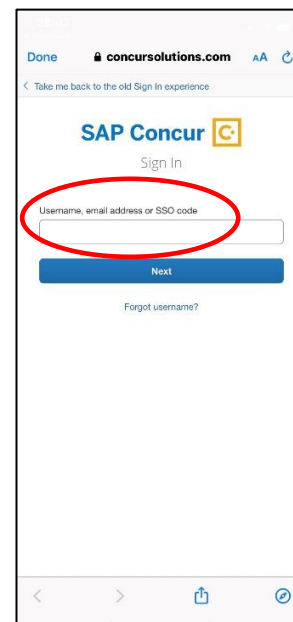 Done concursolutions.com AA
< Take me back to the old Sign In experience
SAP Concur C.
Sign In
Username, email address or SSO code
Next
Forgot username?